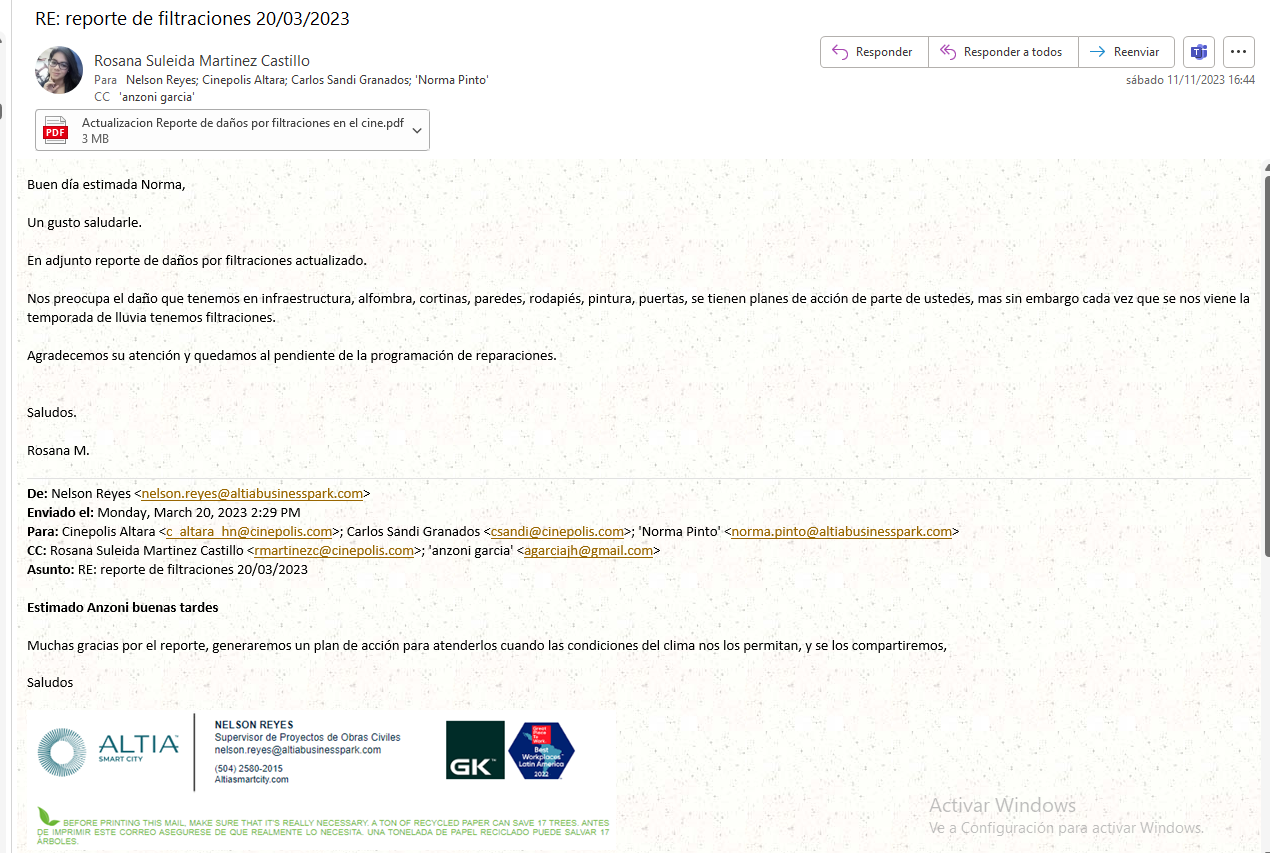 RE: reporte de filtraciones 20/03/2023
Rosana Suleida Martinez Castillo
Para Nelson Reyes; Cinepolis Altara; Carlos Sandi Granados; 'Norma Pinto'
CC 'anzoni garcia'
Responder
Responder a todos
Reenviar
sábado 11/11/2023 16:44
PDF
Actualizacion Reporte de daños por filtraciones en el cine.pdf
3 MB
Buen día estimada Norma,
Un gusto saludarle.
En adjunto reporte de daños por filtraciones actualizado.
Nos preocupa el daño que tenemos en infraestructura, alfombra, cortinas, paredes, rodapiés, pintura, puertas, se tienen planes de acción de parte de ustedes, mas sin embargo cada vez que se nos viene la
temporada de lluvia tenemos filtraciones.
Agradecemos su atención y quedamos al pendiente de la programación de reparaciones.
Saludos.
Rosana M.
De: Nelson Reyes <nelson.reyes@altiabusinesspark.com>
Enviado el: Monday, March 20, 2023 2:29 PM
Para: Cinepolis Altara <c_altara_hn@cinepolis.com>; Carlos Sandi Granados <csandi@cinepolis.com>; 'Norma Pinto' <norma.pinto@altiabusinesspark.com>
CC: Rosana Suleida Martinez Castillo <rmartinezc@cinepolis.com>; 'anzoni garcia' <agarciajh@gmail.com>
Asunto: RE: reporte de filtraciones 20/03/2023
Estimado Anzoni buenas tardes
Muchas gracias por el reporte, generaremos un plan de acción para atenderlos cuando las condiciones del clima nos los permitan, y se los compartiremos,
Saludos
ALTIA
SMART CITY
NELSON REYES
Supervisor de Proyectos de Obras Civiles
nelson.reyes@altiabusinesspark.com
(504) 2580-2015
Altiasmartcity.com
GK
Great
Place
To
Work
Best
Workplaces
Latin America
2022
BEFORE PRINTING THIS MAIL, MAKE SURE THAT IT'S REALLY NECESSARY. A TON OF RECYCLED PAPER CAN SAVE 17 TREES. ANTES
DE IMPRIMIR ESTE CORREO ASEGURESE DE QUE REALMENTE LO NECESITA. UNA TONELADA DE PAPEL RECICLADO PUEDE SALVAR 17
ÁRBOLES.
Activar Windows
Ve a Configuración para activar Windows.